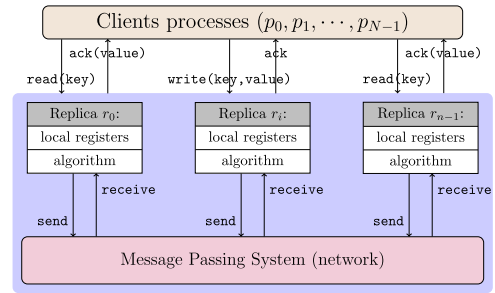 Clients processes (p₀, p₁, ⋯, p_{N−1})
ack(value) ack ack(value)
read(key) write(key,value) read(key)
Replica r₀: Replica rᵢ: Replica r_{n−1}:
local registers local registers local registers
algorithm algorithm algorithm
receive receive receive
send send send
Message Passing System (network)